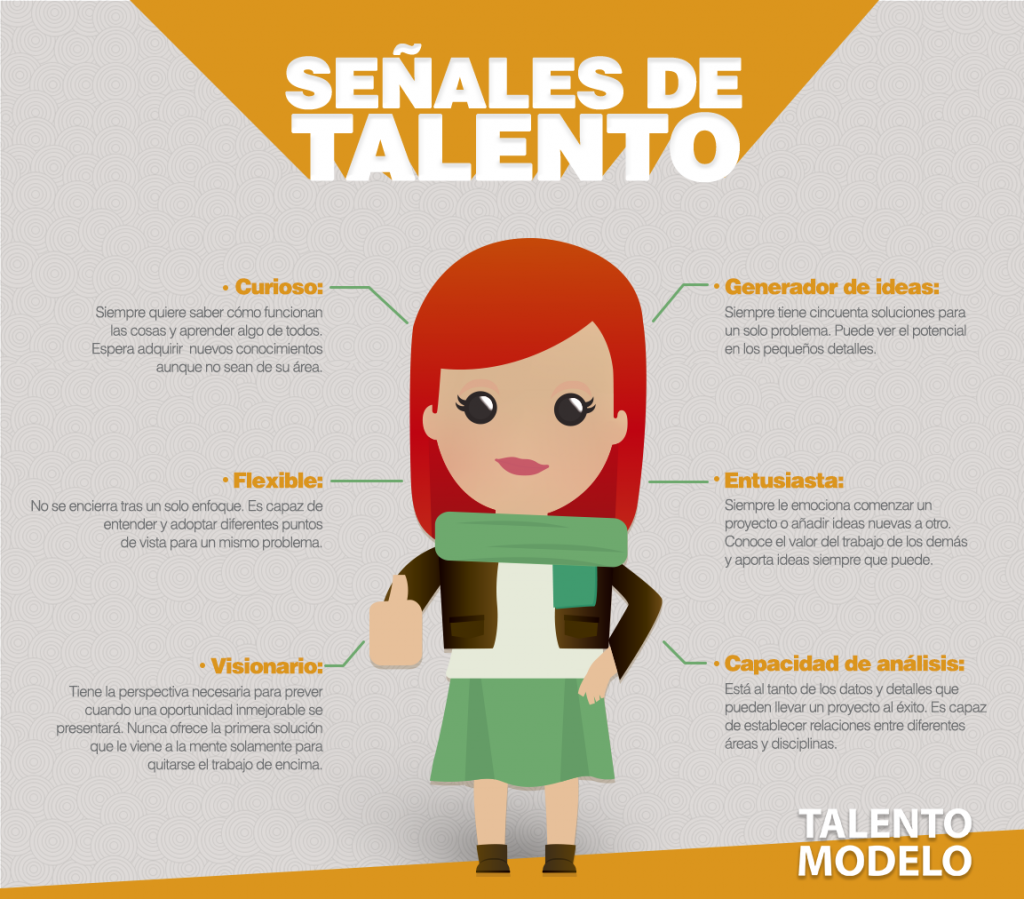 SEÑALES DE
TALENTO
• Curioso:
Siempre quiere saber cómo funcionan
las cosas y aprender algo de todos.
Espera adquirir nuevos conocimientos
aunque no sean de su área.
• Flexible:
No se encierra tras un solo enfoque. Es capaz de
entender y adoptar diferentes puntos
de vista para un mismo problema.
• Visionario:
Tiene la perspectiva necesaria para prever
cuando una oportunidad inmejorable se
presentará. Nunca ofrece la primera solución
que le viene a la mente solamente para
quitarse el trabajo de encima.
• Generador de ideas:
Siempre tiene cincuenta soluciones para
un solo problema. Puede ver el potencial
en los pequeños detalles.
• Entusiasta:
Siempre le emociona comenzar un
proyecto o añadir ideas nuevas a otro.
Conoce el valor del trabajo de los demás
y aporta ideas siempre que puede.
• Capacidad de análisis:
Está al tanto de los datos y detalles que
pueden llevar un proyecto al éxito. Es capaz
de establecer relaciones entre diferentes
áreas y disciplinas.
TALENTO
MODELO